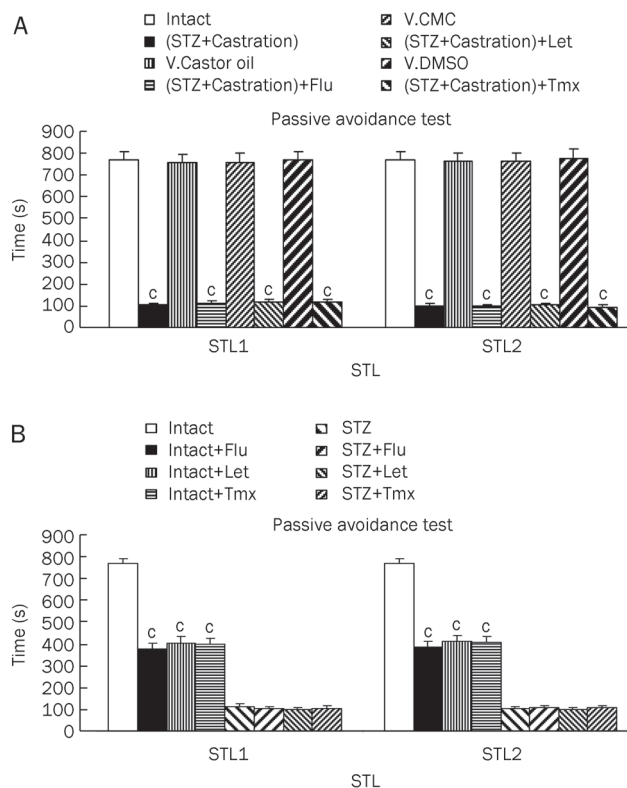 A
Intact
(STZ+Castration)
V.Castor oil
(STZ+Castration)+Flu
V.CMC
(STZ+Castration)+Let
V.DMSO
(STZ+Castration)+Tmx
Passive avoidance test
Time (s)
900
800
700
600
500
400
300
200
100
0
c c c c c c c c
STL1 STL2
STL
B
Intact
Intact+Flu
Intact+Let
Intact+Tmx
STZ
STZ+Flu
STZ+Let
STZ+Tmx
Passive avoidance test
Time (s)
900
800
700
600
500
400
300
200
100
0
c c c c c c
STL1 STL2
STL